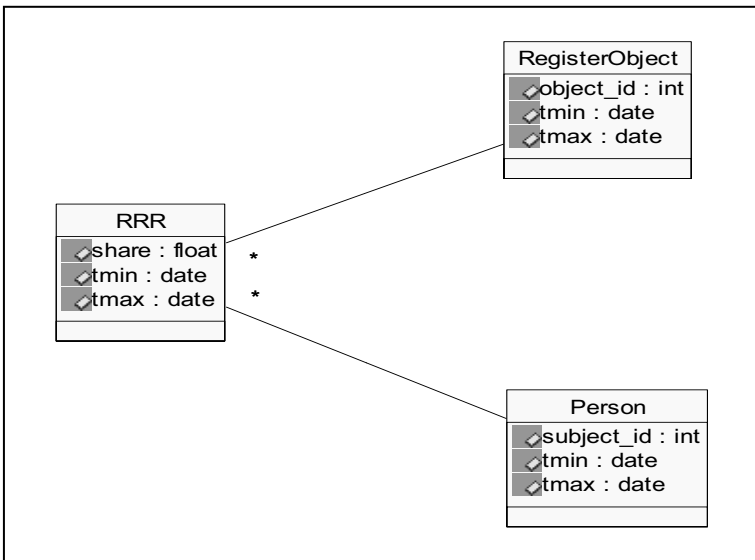 RegisterObject
object_id : int
tmin : date
tmax : date
RRR
share : float
tmin : date
tmax : date
*
*
Person
subject_id : int
tmin : date
tmax : date